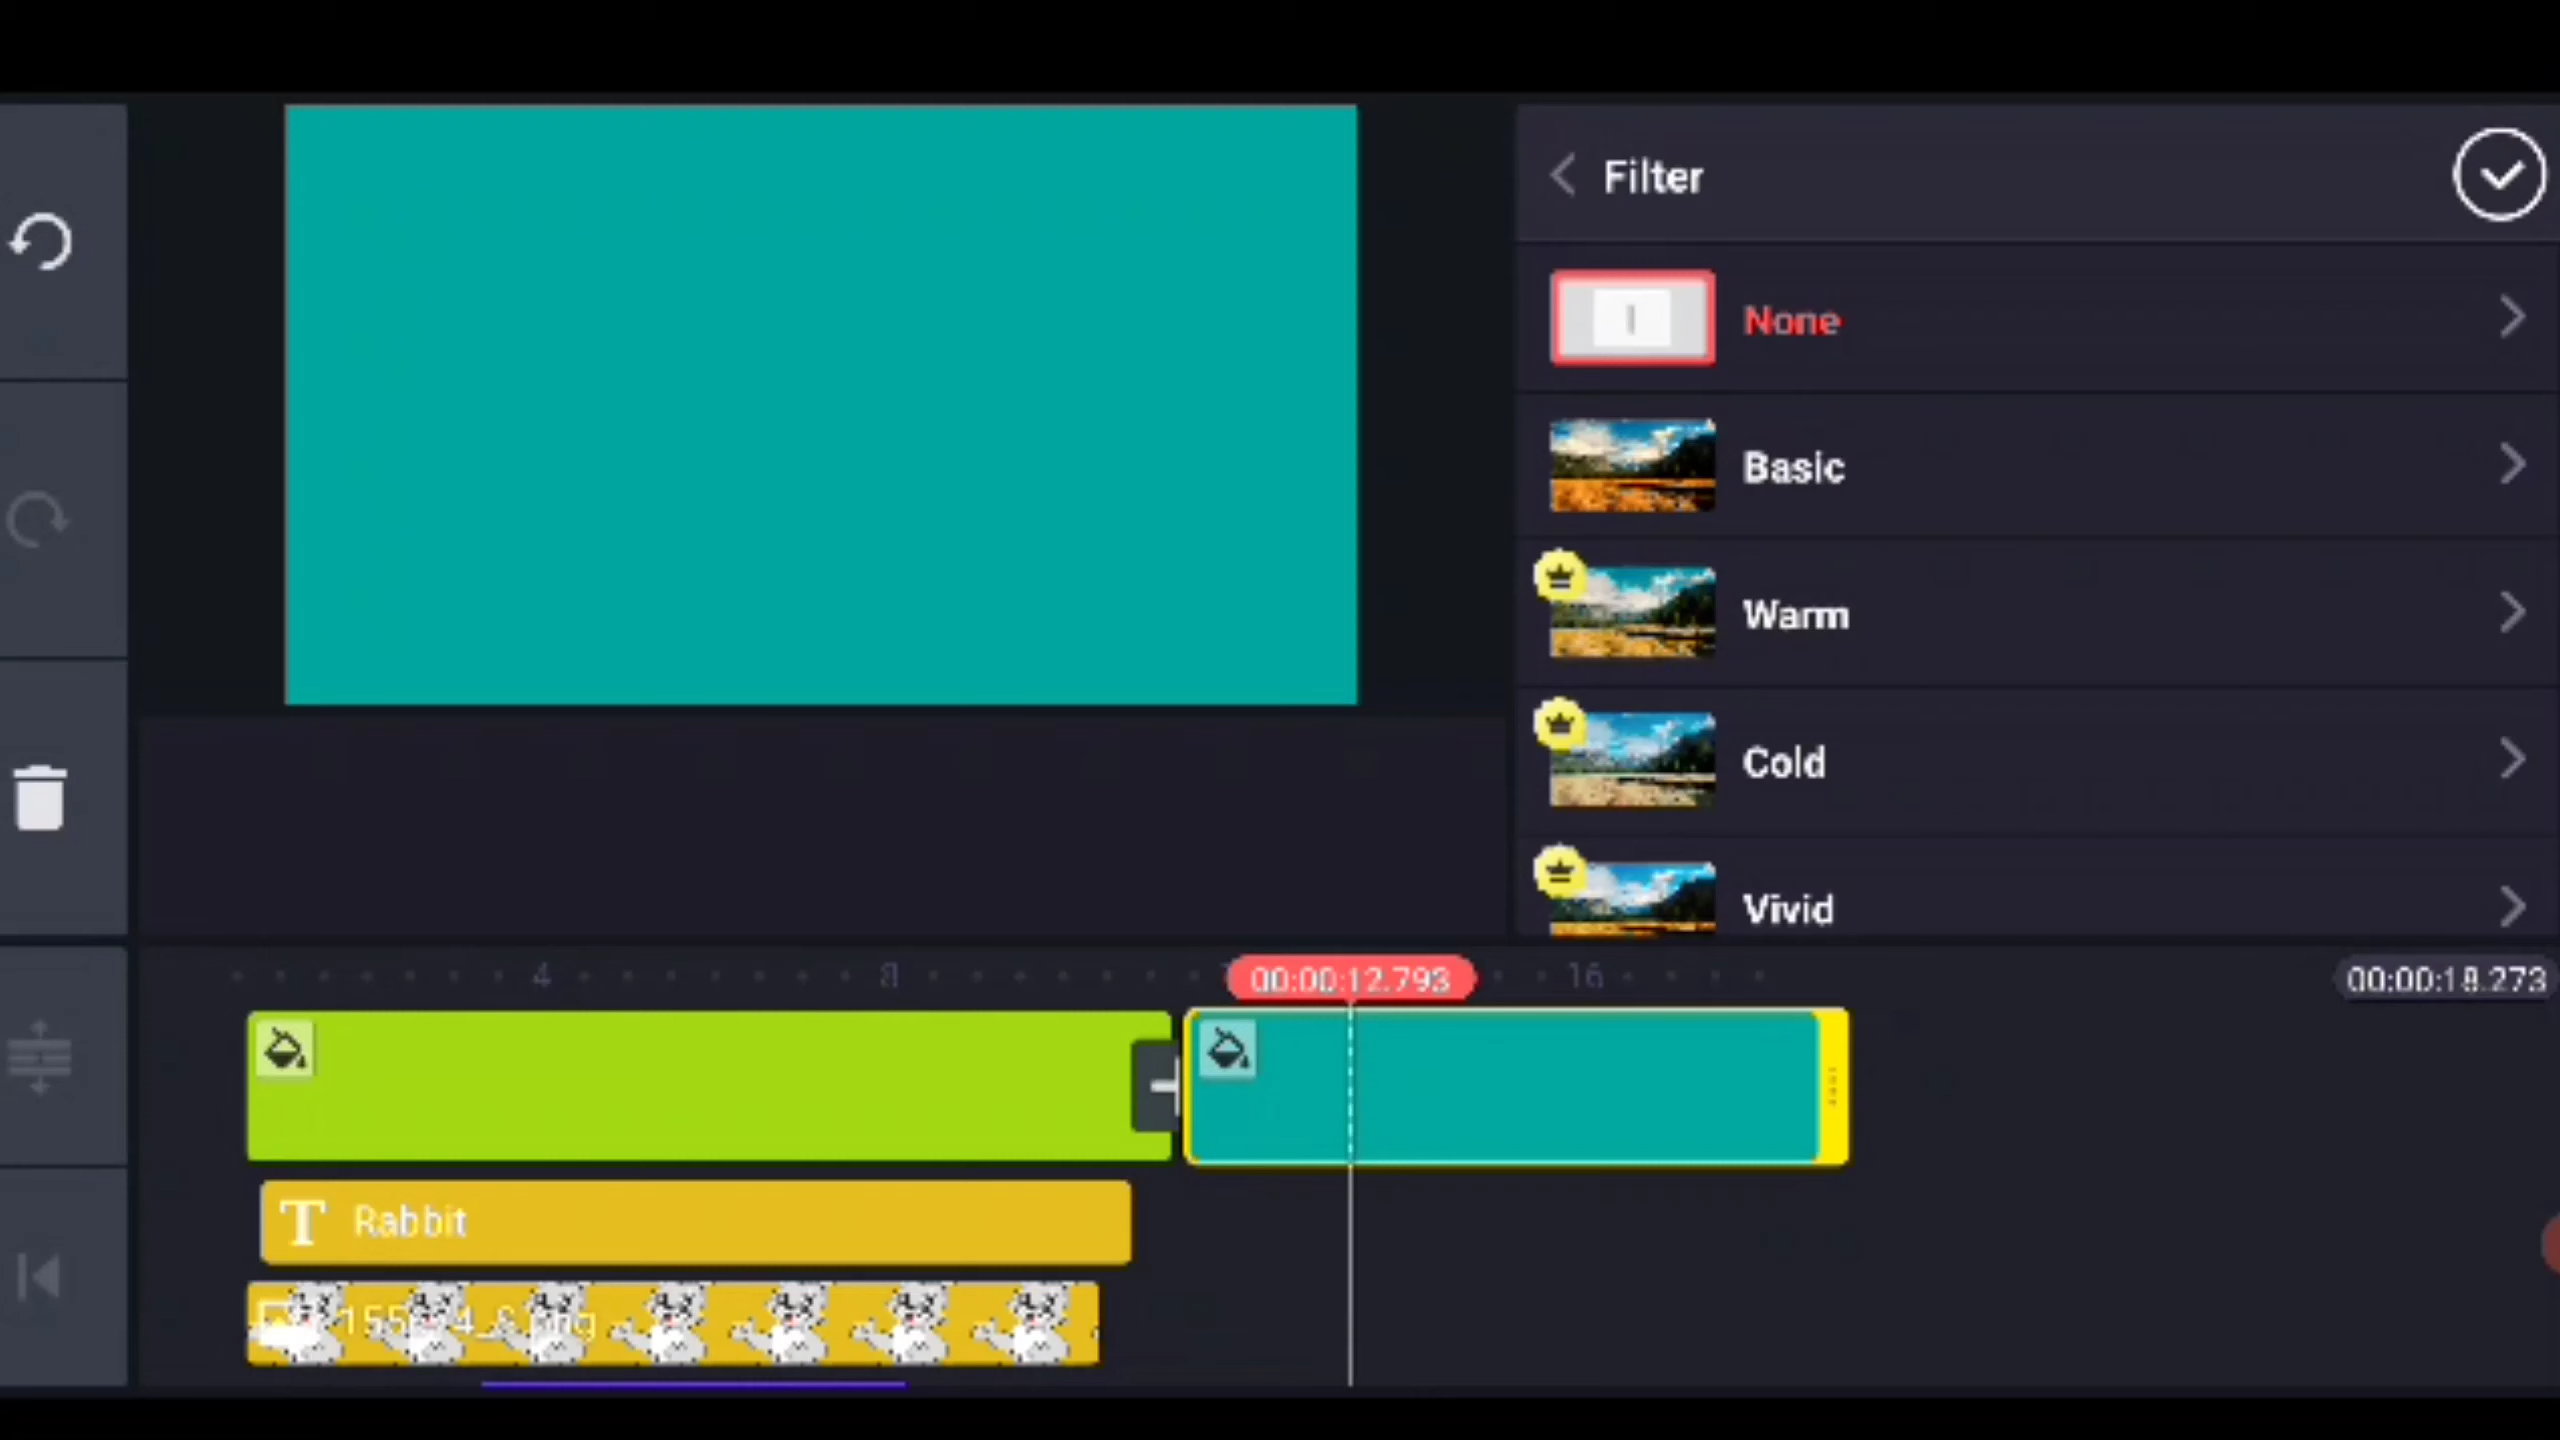 Filter
None
Basic
Warm
Cold
Vivid
4
8
00:00:12.793
16
00:00:18.273
T Rabbit